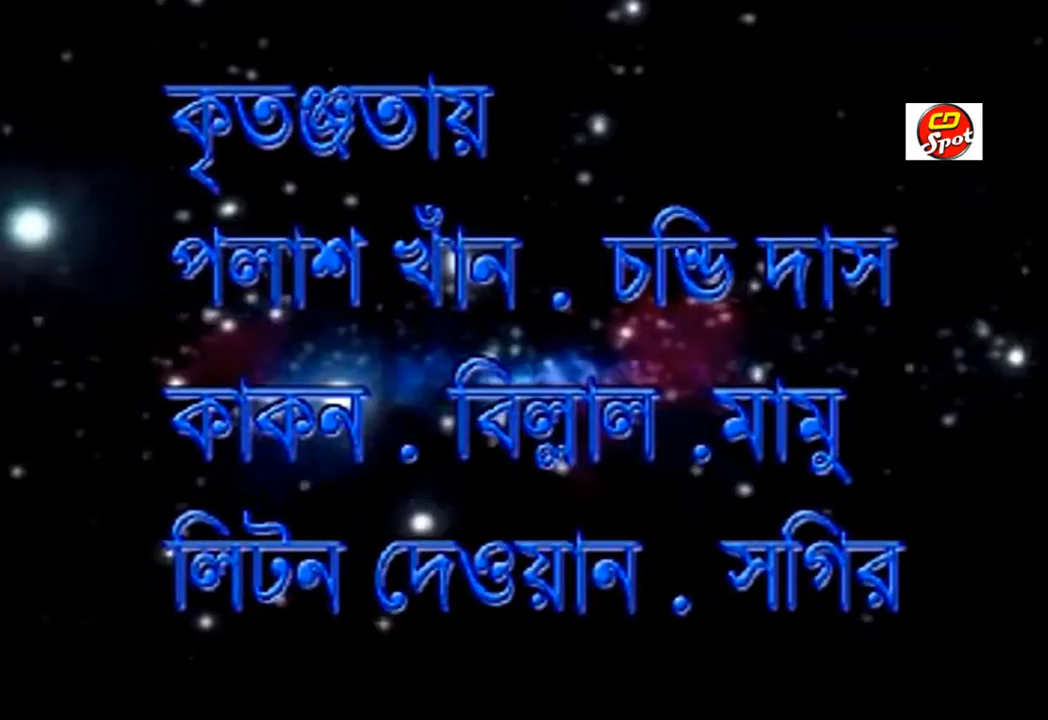 কৃতজ্ঞতায়
CD
Spot
পলাশ খাঁন . চন্ডি দাস
কাকন . বিল্লাল .মামু
লিটন দেওয়ান . সগির